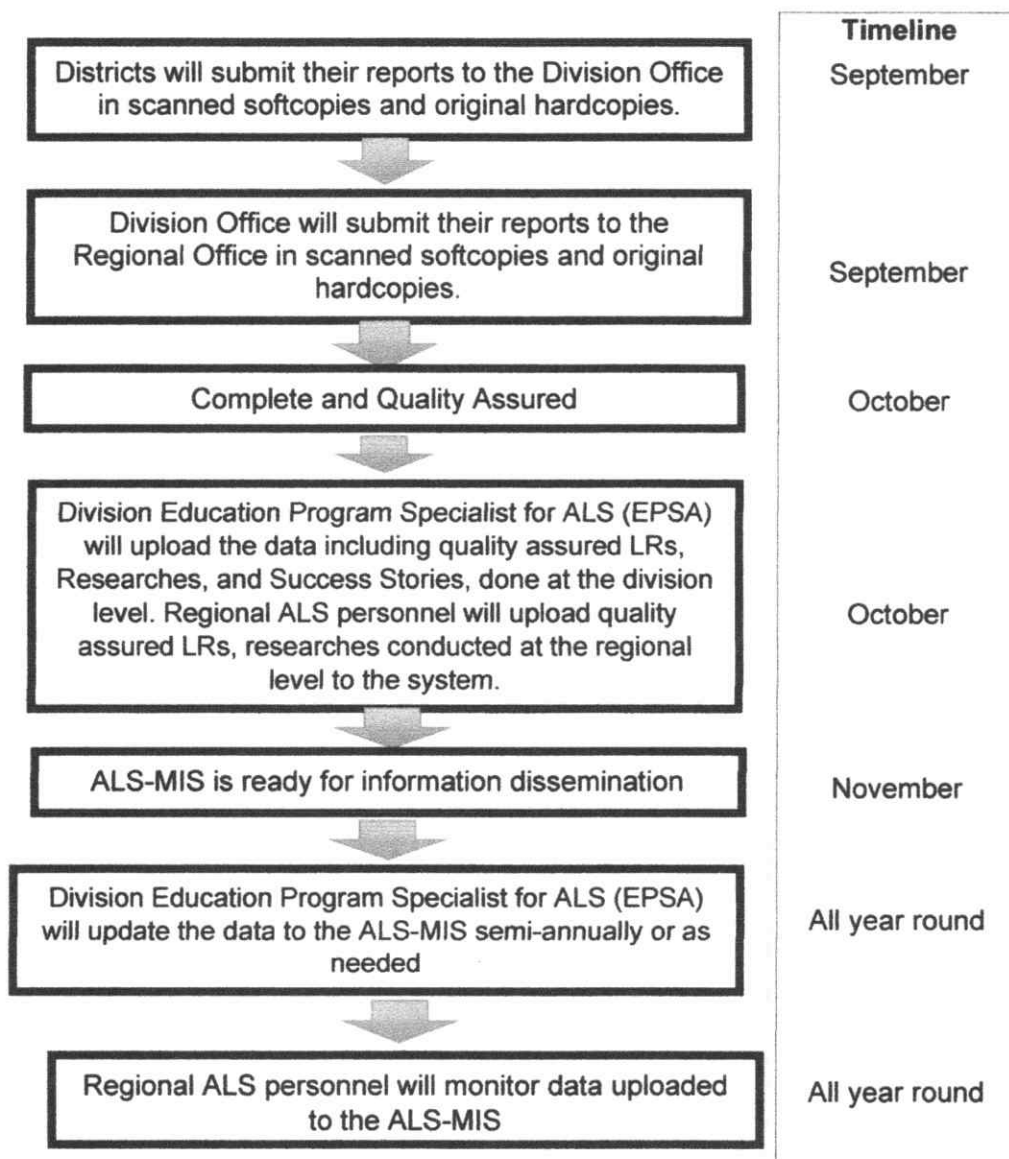 Timeline
Districts will submit their reports to the Division Office
in scanned softcopies and original hardcopies.
September
Division Office will submit their reports to the
Regional Office in scanned softcopies and original
hardcopies.
September
Complete and Quality Assured
October
Division Education Program Specialist for ALS (EPSA)
will upload the data including quality assured LRs,
Researches, and Success Stories, done at the division
level. Regional ALS personnel will upload quality
assured LRs, researches conducted at the regional
level to the system.
October
ALS-MIS is ready for information dissemination
November
Division Education Program Specialist for ALS (EPSA)
will update the data to the ALS-MIS semi-annually or as
needed
All year round
Regional ALS personnel will monitor data uploaded
to the ALS-MIS
All year round